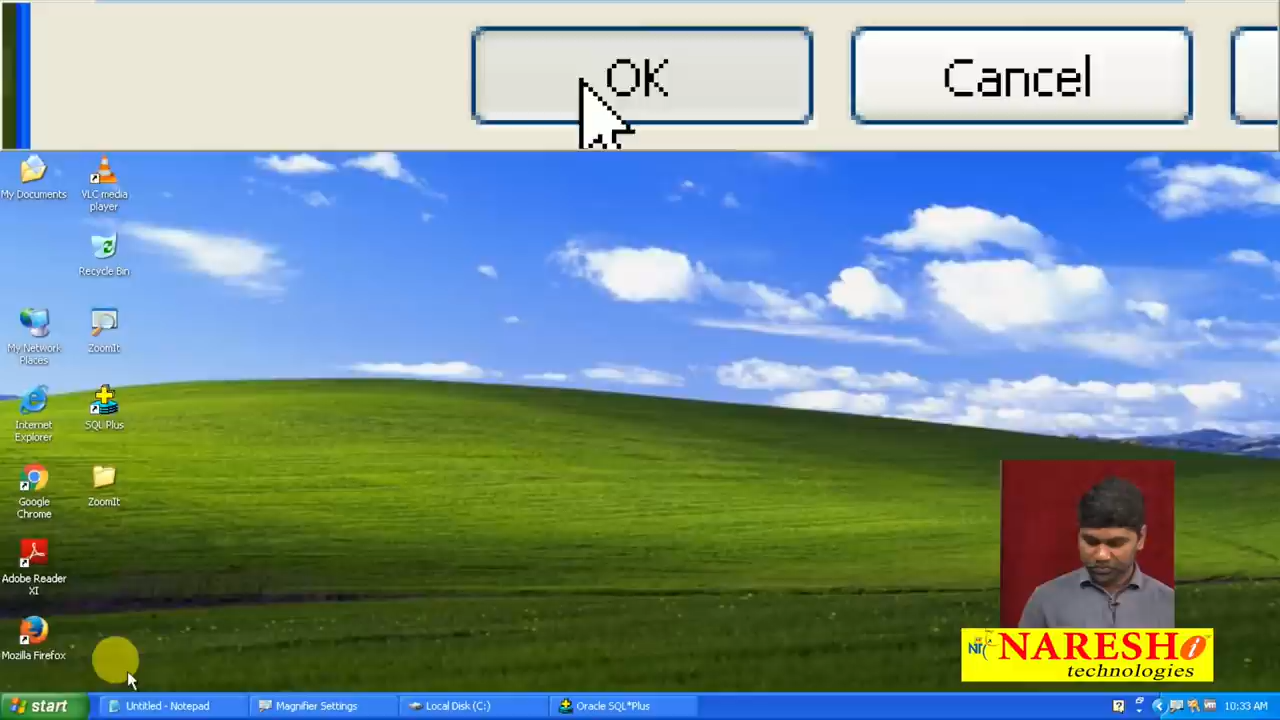 OK
Cancel
My Documents
VLC media
player
Recycle Bin
My Network
Places
ZoomIt
Internet
Explorer
SQL Plus
Google
Chrome
ZoomIt
Adobe Reader
XI
Mozilla Firefox
NARESH i
technologies
start
Untitled - Notepad
Magnifier Settings
Local Disk (C:)
Oracle SQL*Plus
10:33 AM